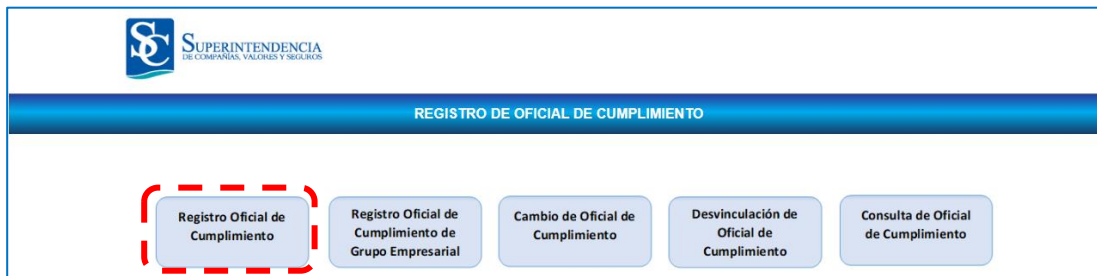 SC
SUPERINTENDENCIA
DE COMPAÑÍAS, VALORES Y SEGUROS
REGISTRO DE OFICIAL DE CUMPLIMIENTO
Registro Oficial de
Cumplimiento
Registro Oficial de
Cumplimiento de
Grupo Empresarial
Cambio de Oficial de
Cumplimiento
Desvinculación de
Oficial de
Cumplimiento
Consulta de Oficial
de Cumplimiento